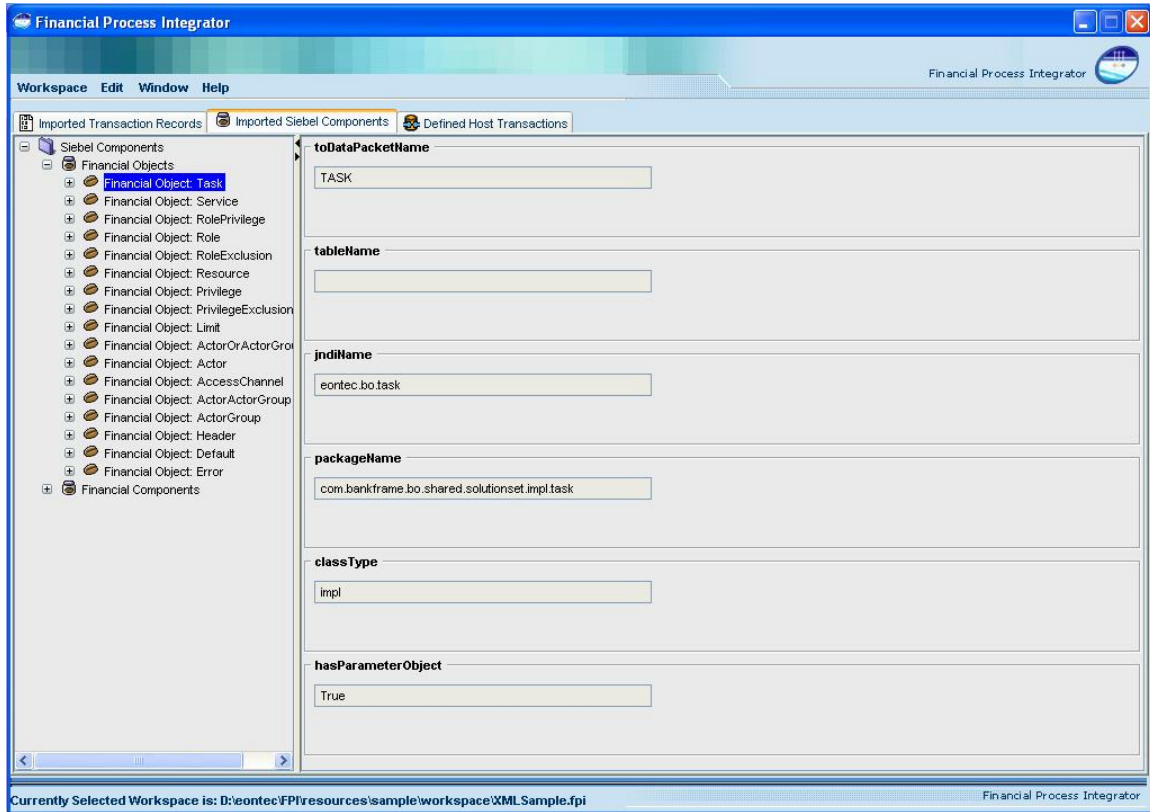 Financial Process Integrator
Financial Process Integrator
Workspace Edit Window Help
Imported Transaction Records Imported Siebel Components Defined Host Transactions
Siebel Components
Financial Objects
Financial Object: Task
Financial Object: Service
Financial Object: RolePrivilege
Financial Object: Role
Financial Object: RoleExclusion
Financial Object: Resource
Financial Object: Privilege
Financial Object: PrivilegeExclusion
Financial Object: Limit
Financial Object: ActorOrActorGrou
Financial Object: Actor
Financial Object: AccessChannel
Financial Object: ActorActorGroup
Financial Object: ActorGroup
Financial Object: Header
Financial Object: Default
Financial Object: Error
Financial Components
toDataPacketName
TASK
tableName
jndiName
eontec.bo.task
packageName
com.bankframe.bo.shared.solutionset.impl.task
classType
impl
hasParameterObject
True
Currently Selected Workspace is: D:\eontec\FPI\resources\sample\workspace\XMLSample.fpi
Financial Process Integrator